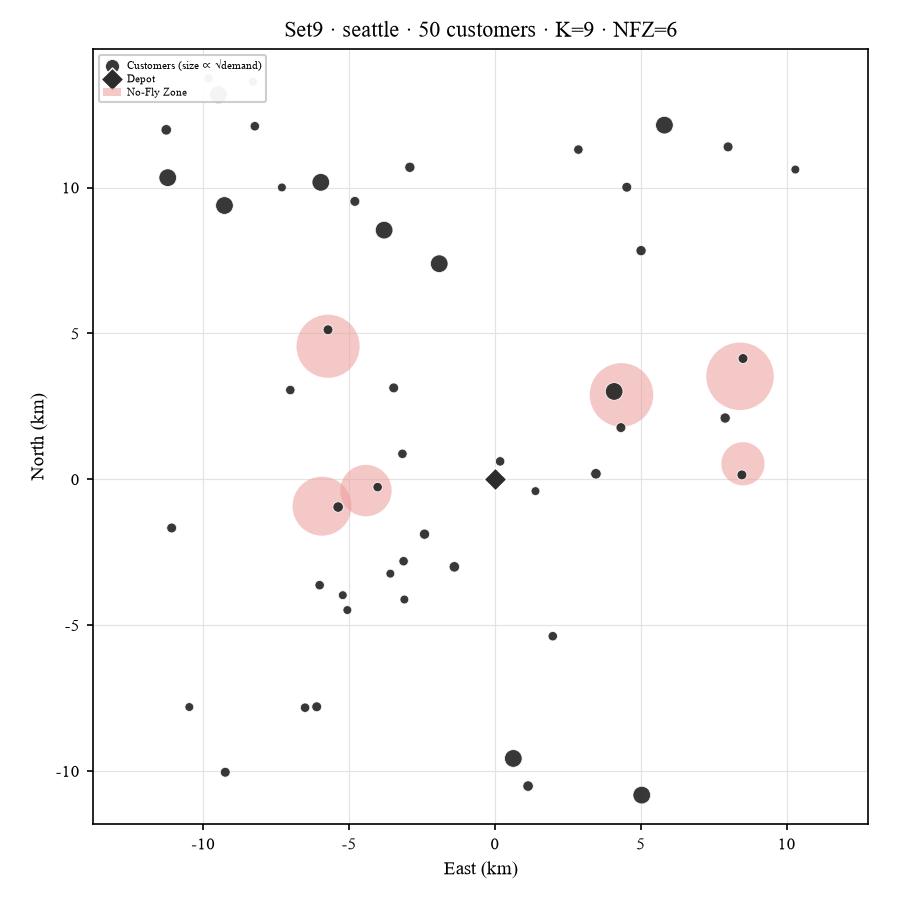 Set9 · seattle · 50 customers · K=9 · NFZ=6
Customers (size ∝ √demand)
Depot
No-Fly Zone
10
5
0
-5
-10
North (km)
-10
-5
0
5
10
East (km)